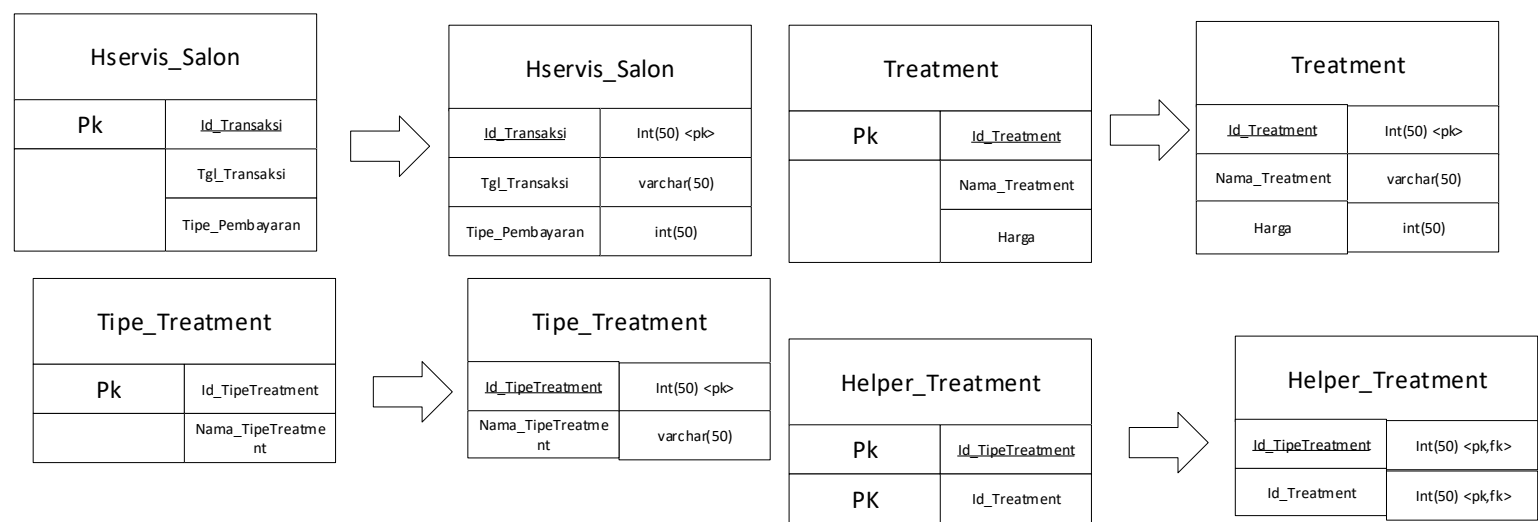 Hservis_Salon
Pk
Id_Transaksi
Tgl_Transaksi
Tipe_Pembayaran
Hservis_Salon
Id_Transaksi
Int(50) <pk>
Tgl_Transaksi
varchar(50)
Tipe_Pembayaran
int(50)
Treatment
Pk
Id_Treatment
Nama_Treatment
Harga
Treatment
Id_Treatment
Int(50) <pk>
Nama_Treatment
varchar(50)
Harga
int(50)
Tipe_Treatment
Pk
Id_TipeTreatment
Nama_TipeTreatme
nt
Tipe_Treatment
Id_TipeTreatment
Int(50) <pk>
Nama_TipeTreatme
nt
varchar(50)
Helper_Treatment
Pk
Id_TipeTreatment
PK
Id_Treatment
Helper_Treatment
Id_TipeTreatment
Int(50) <pk,fk>
Id_Treatment
Int(50) <pk,fk>